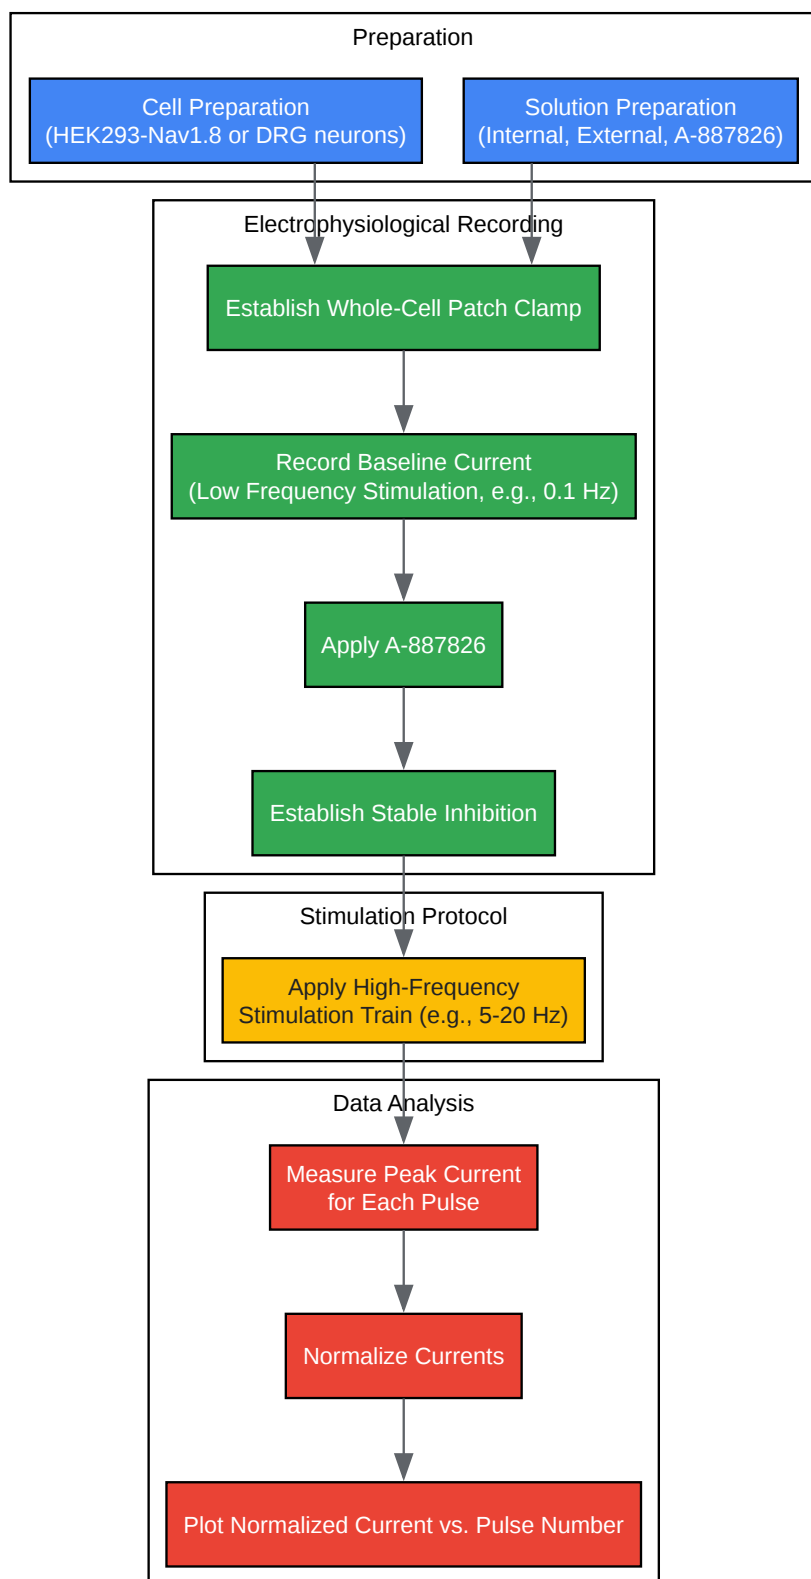 Preparation
Cell Preparation
(HEK293-Nav1.8 or DRG neurons)
Solution Preparation
(Internal, External, A-887826)
Electrophysiological Recording
Establish Whole-Cell Patch Clamp
Record Baseline Current
(Low Frequency Stimulation, e.g., 0.1 Hz)
Apply A-887826
Establish Stable Inhibition
Stimulation Protocol
Apply High-Frequency
Stimulation Train (e.g., 5-20 Hz)
Data Analysis
Measure Peak Current
for Each Pulse
Normalize Currents
Plot Normalized Current vs. Pulse Number